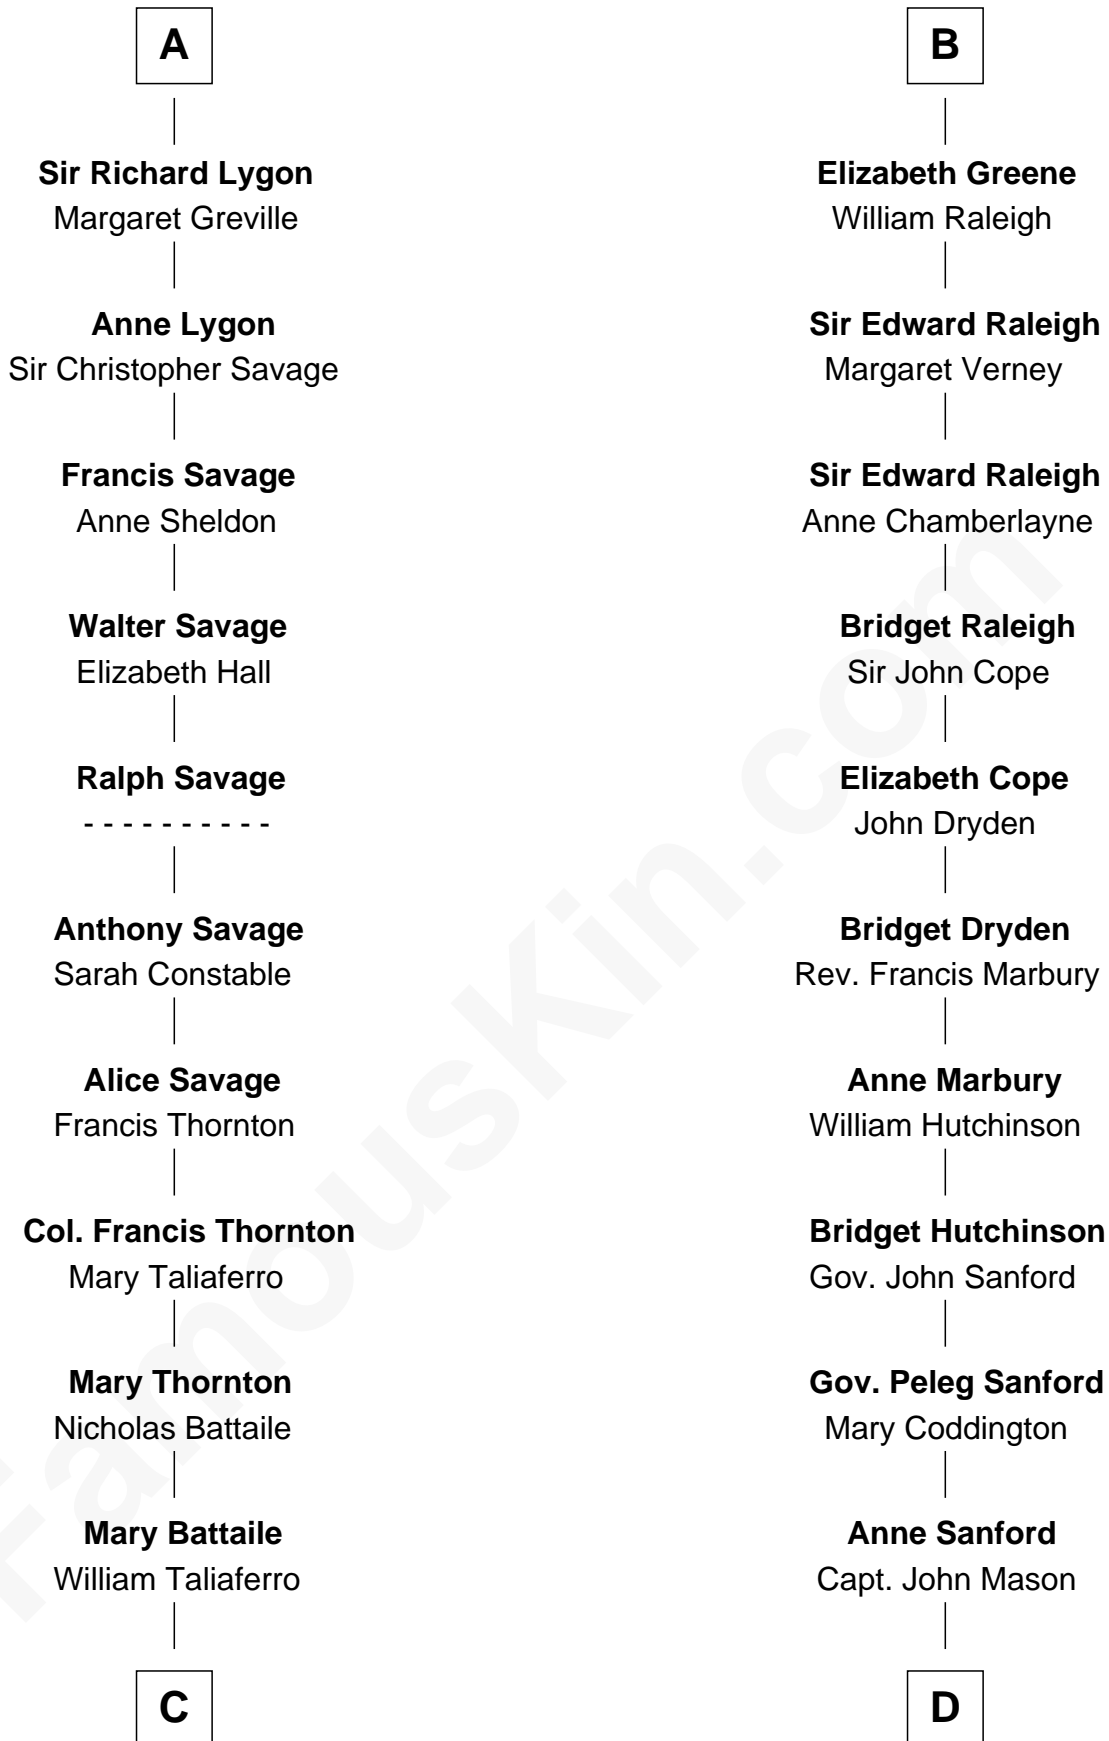 A
Sir Richard Lygon
Margaret Greville
Anne Lygon
Sir Christopher Savage
Francis Savage
Anne Sheldon
Walter Savage
Elizabeth Hall
Ralph Savage
- - - - - - - - - -
Anthony Savage
Sarah Constable
Alice Savage
Francis Thornton
Col. Francis Thornton
Mary Taliaferro
Mary Thornton
Nicholas Battaile
Mary Battaile
William Taliaferro
C
B
Elizabeth Greene
William Raleigh
Sir Edward Raleigh
Margaret Verney
Sir Edward Raleigh
Anne Chamberlayne
Bridget Raleigh
Sir John Cope
Elizabeth Cope
John Dryden
Bridget Dryden
Rev. Francis Marbury
Anne Marbury
William Hutchinson
Bridget Hutchinson
Gov. John Sanford
Gov. Peleg Sanford
Mary Coddington
Anne Sanford
Capt. John Mason
D
FamousKin.com